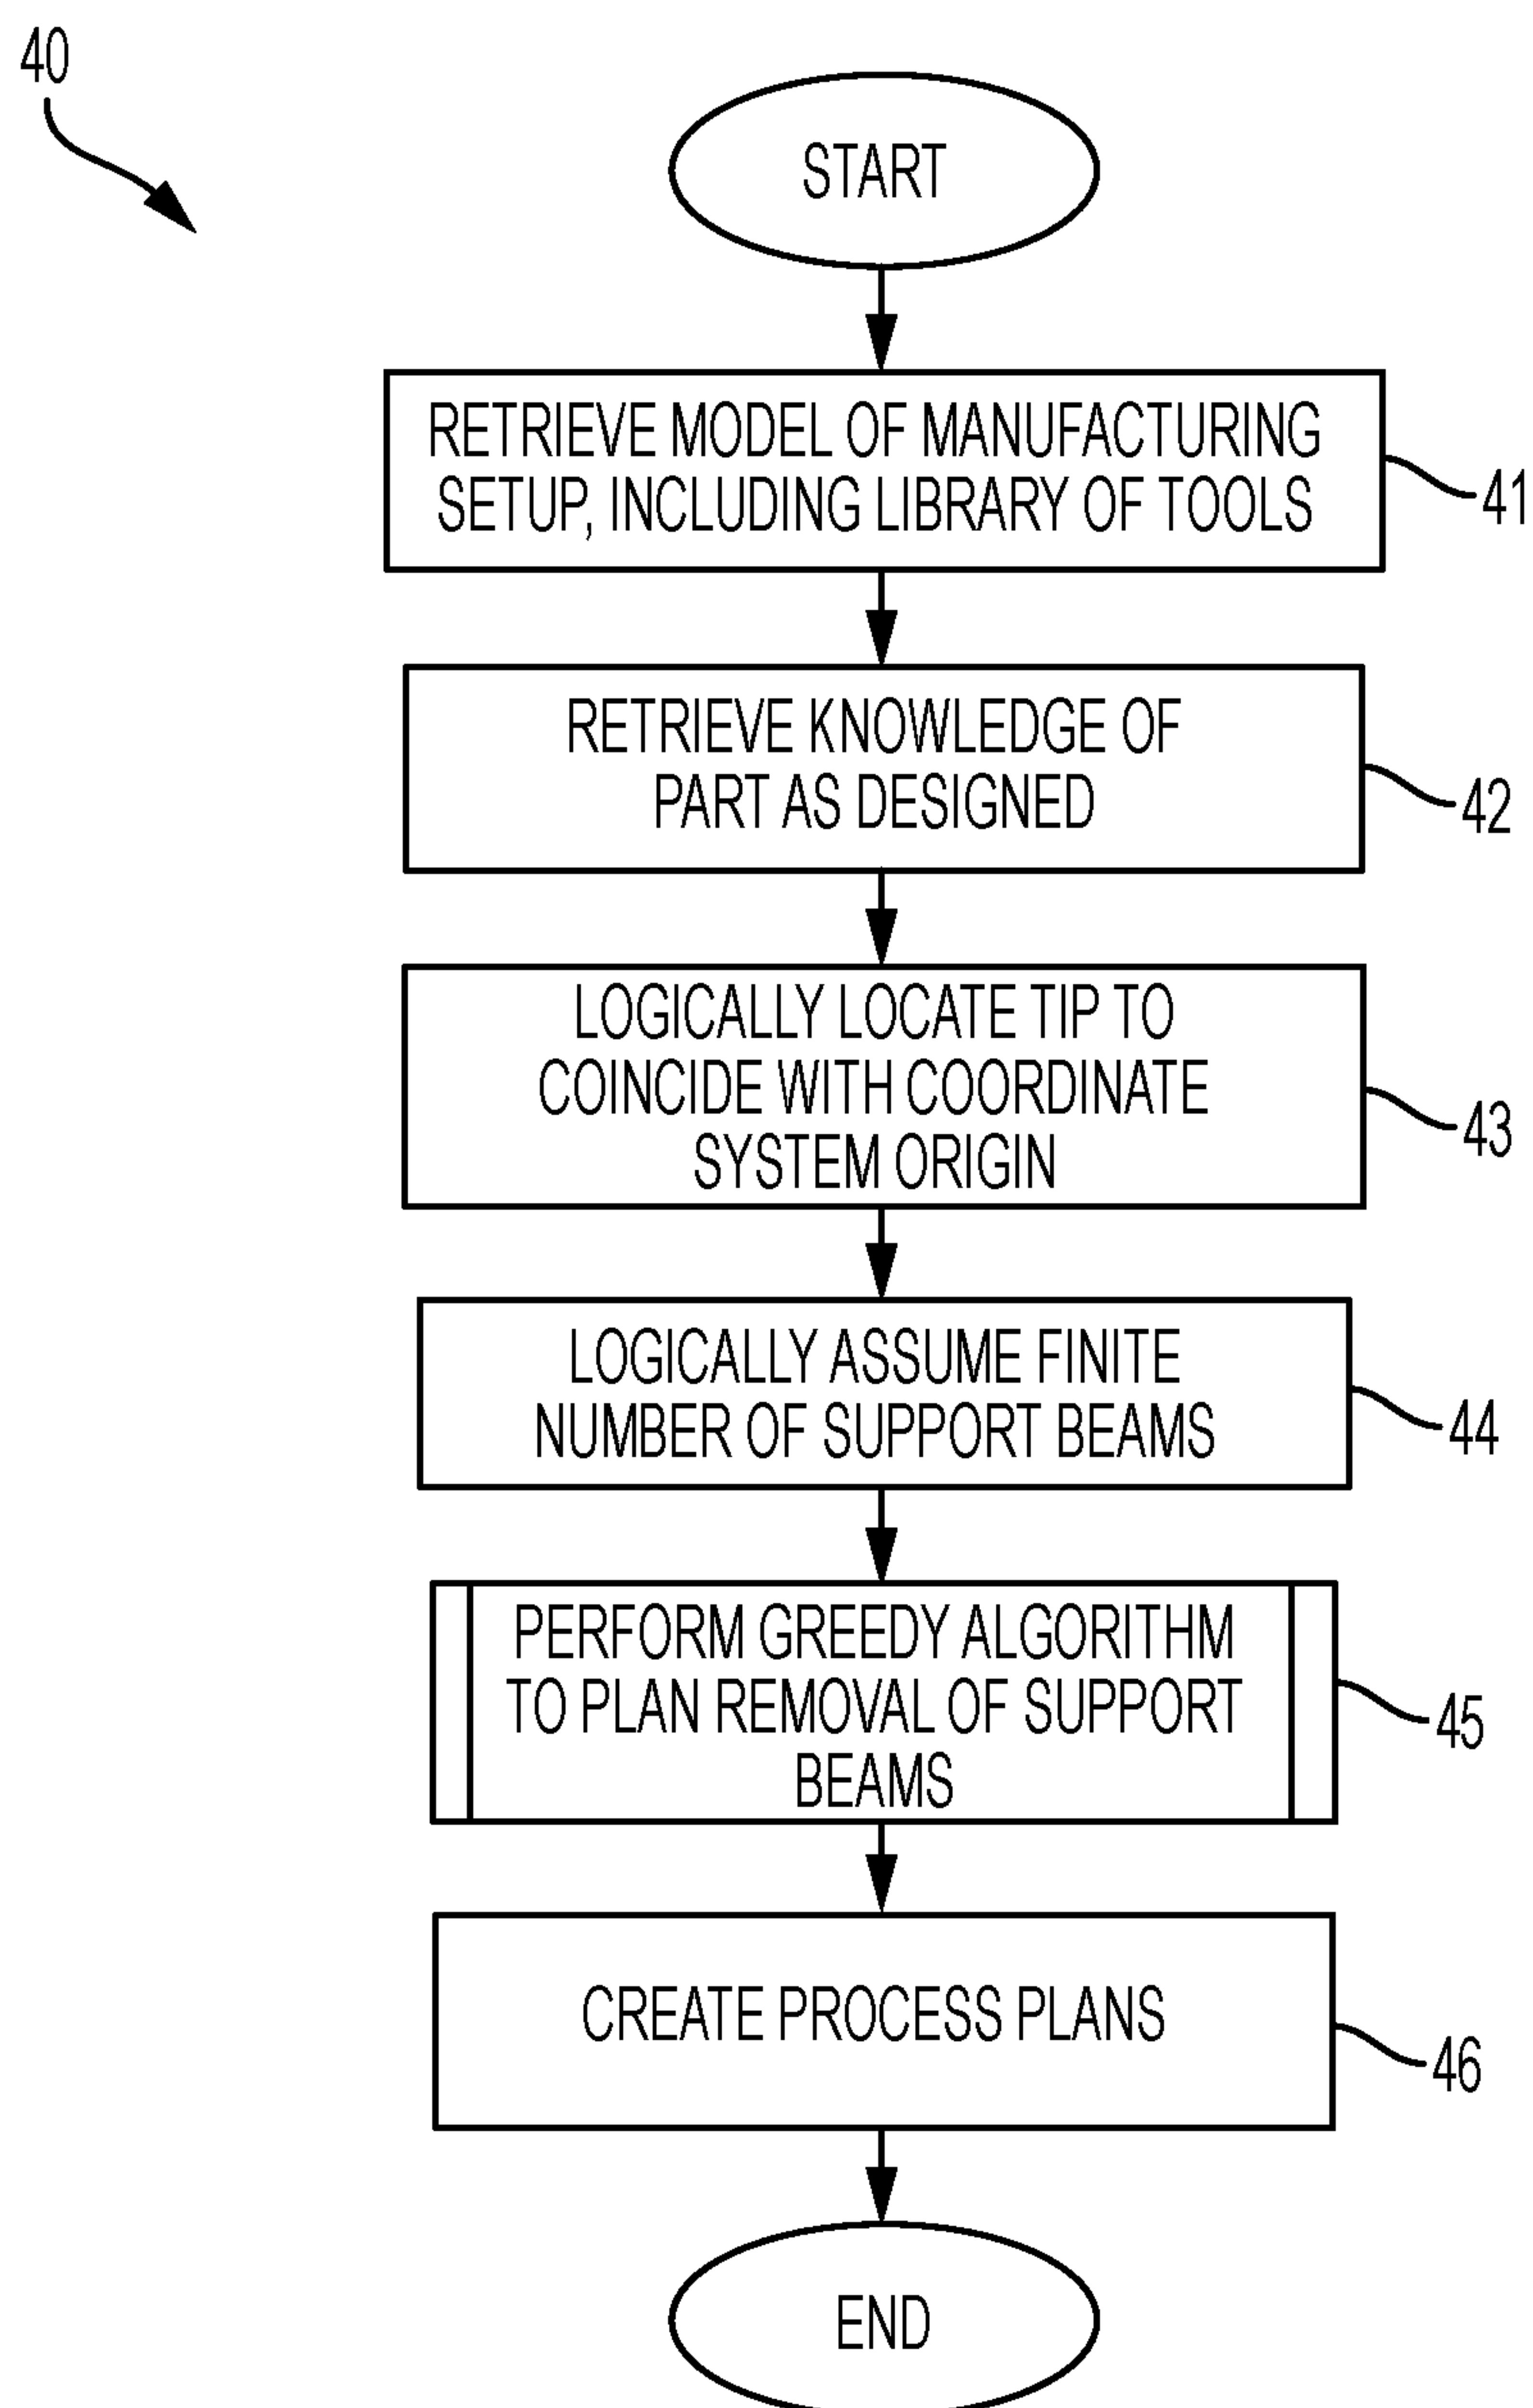 40
START
RETRIEVE MODEL OF MANUFACTURING
SETUP, INCLUDING LIBRARY OF TOOLS
41
RETRIEVE KNOWLEDGE OF
PART AS DESIGNED
42
LOGICALLY LOCATE TIP TO
COINCIDE WITH COORDINATE
SYSTEM ORIGIN
43
LOGICALLY ASSUME FINITE
NUMBER OF SUPPORT BEAMS
44
PERFORM GREEDY ALGORITHM
TO PLAN REMOVAL OF SUPPORT
BEAMS
45
CREATE PROCESS PLANS
46
END